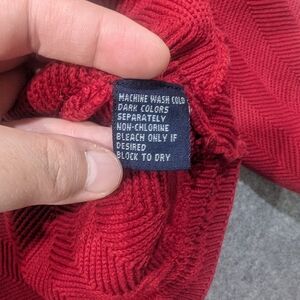 MACHINE WASH COLD
DARK COLORS
SEPARATELY
NON-CHLORINE
BLEACH ONLY IF
DESIRED
BLOCK TO DRY